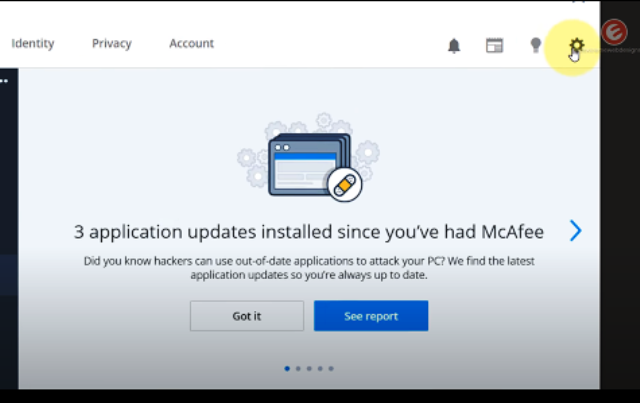 Identity Privacy Account
3 application updates installed since you've had McAfee
Did you know hackers can use out-of-date applications to attack your PC? We find the latest
application updates so you're always up to date.
Got it See report